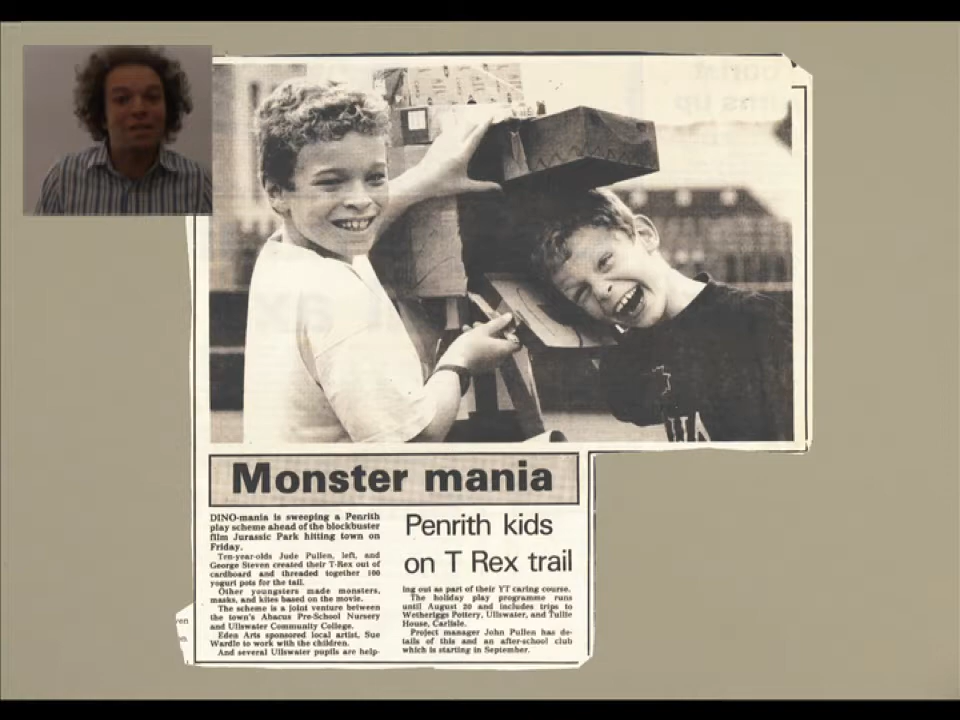 Monster mania
DINO-mania is sweeping a Penrith
play scheme ahead of the blockbuster
film Jurassic Park hitting town on
Friday.
Ten-year-olds Jude Pullen, left, and
George Steven created their T-Rex out of
cardboard and threaded together 100
yogurt pots for the tail.
Other youngsters made monsters,
masks, and kites based on the movie.
The scheme is a joint venture between
the town's Abacus Pre-School Nursery
and Ullswater Community College.
Eden Arts sponsored local artist, Sue
Wardle to work with the children.
And several Ullswater pupils are help-
Penrith kids
on T Rex trail
ing out as part of their YT caring course.
The holiday play programme runs
until August 20 and includes trips to
Wetheriggs Pottery, Ullswater, and Tullie
House, Carlisle.
Project manager John Pullen has de-
tails of this and an after-school club
which is starting in September.